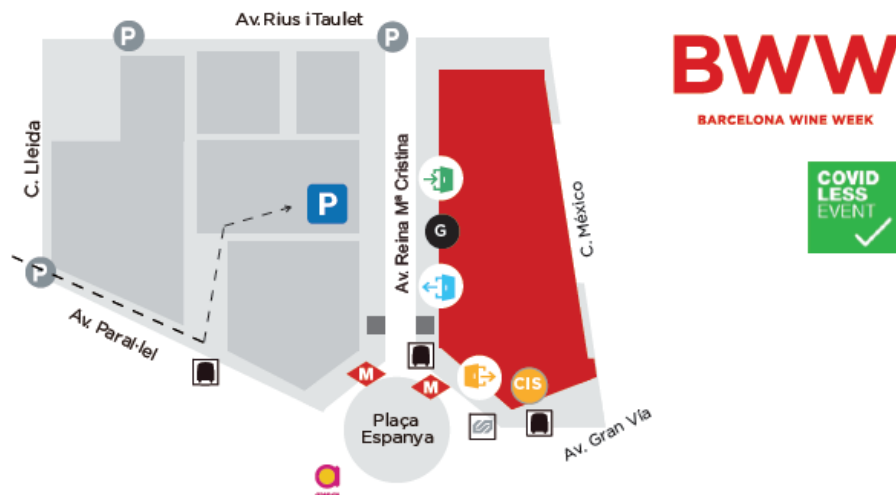 Av. Rius i Taulet
P
P
BWW
BARCELONA WINE WEEK
C. Lleida
Av. Reina Mª Cristina
COVID
LESS
EVENT
P
C. México
G
P
Av. Paral·lel
M
M
CIS
Plaça
Espanya
Av. Gran Vía